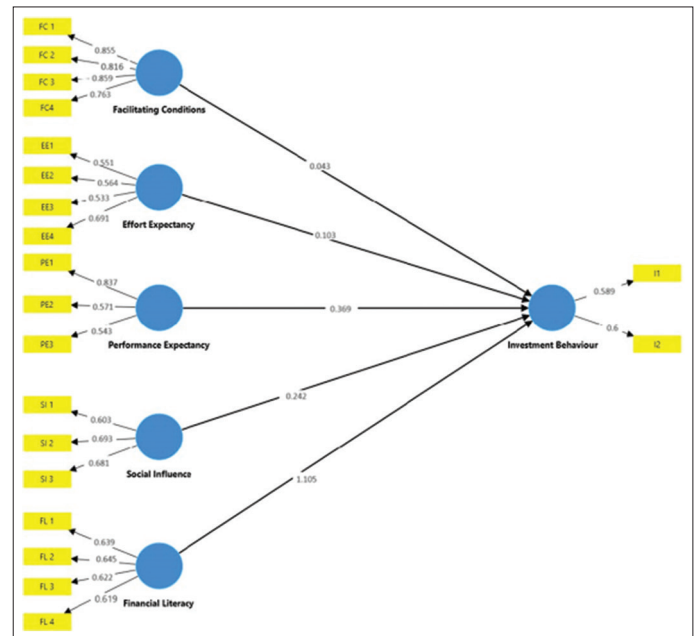 FC 1
0.855
FC 2
0.816
FC 3
0.859
FC4
0.763
Facilitating Conditions
0.043
EE1
0.551
EE2
0.564
EE3
0.533
EE4
0.691
Effort Expectancy
0.103
PE1
0.837
PE2
0.571
PE3
0.543
Performance Expectancy
0.369
I1
0.589
I2
0.6
Investment Behaviour
SI 1
0.603
SI 2
0.693
SI 3
0.681
Social Influence
0.242
FL 1
0.639
FL 2
0.645
FL 3
0.622
FL 4
0.619
Financial Literacy
1.105